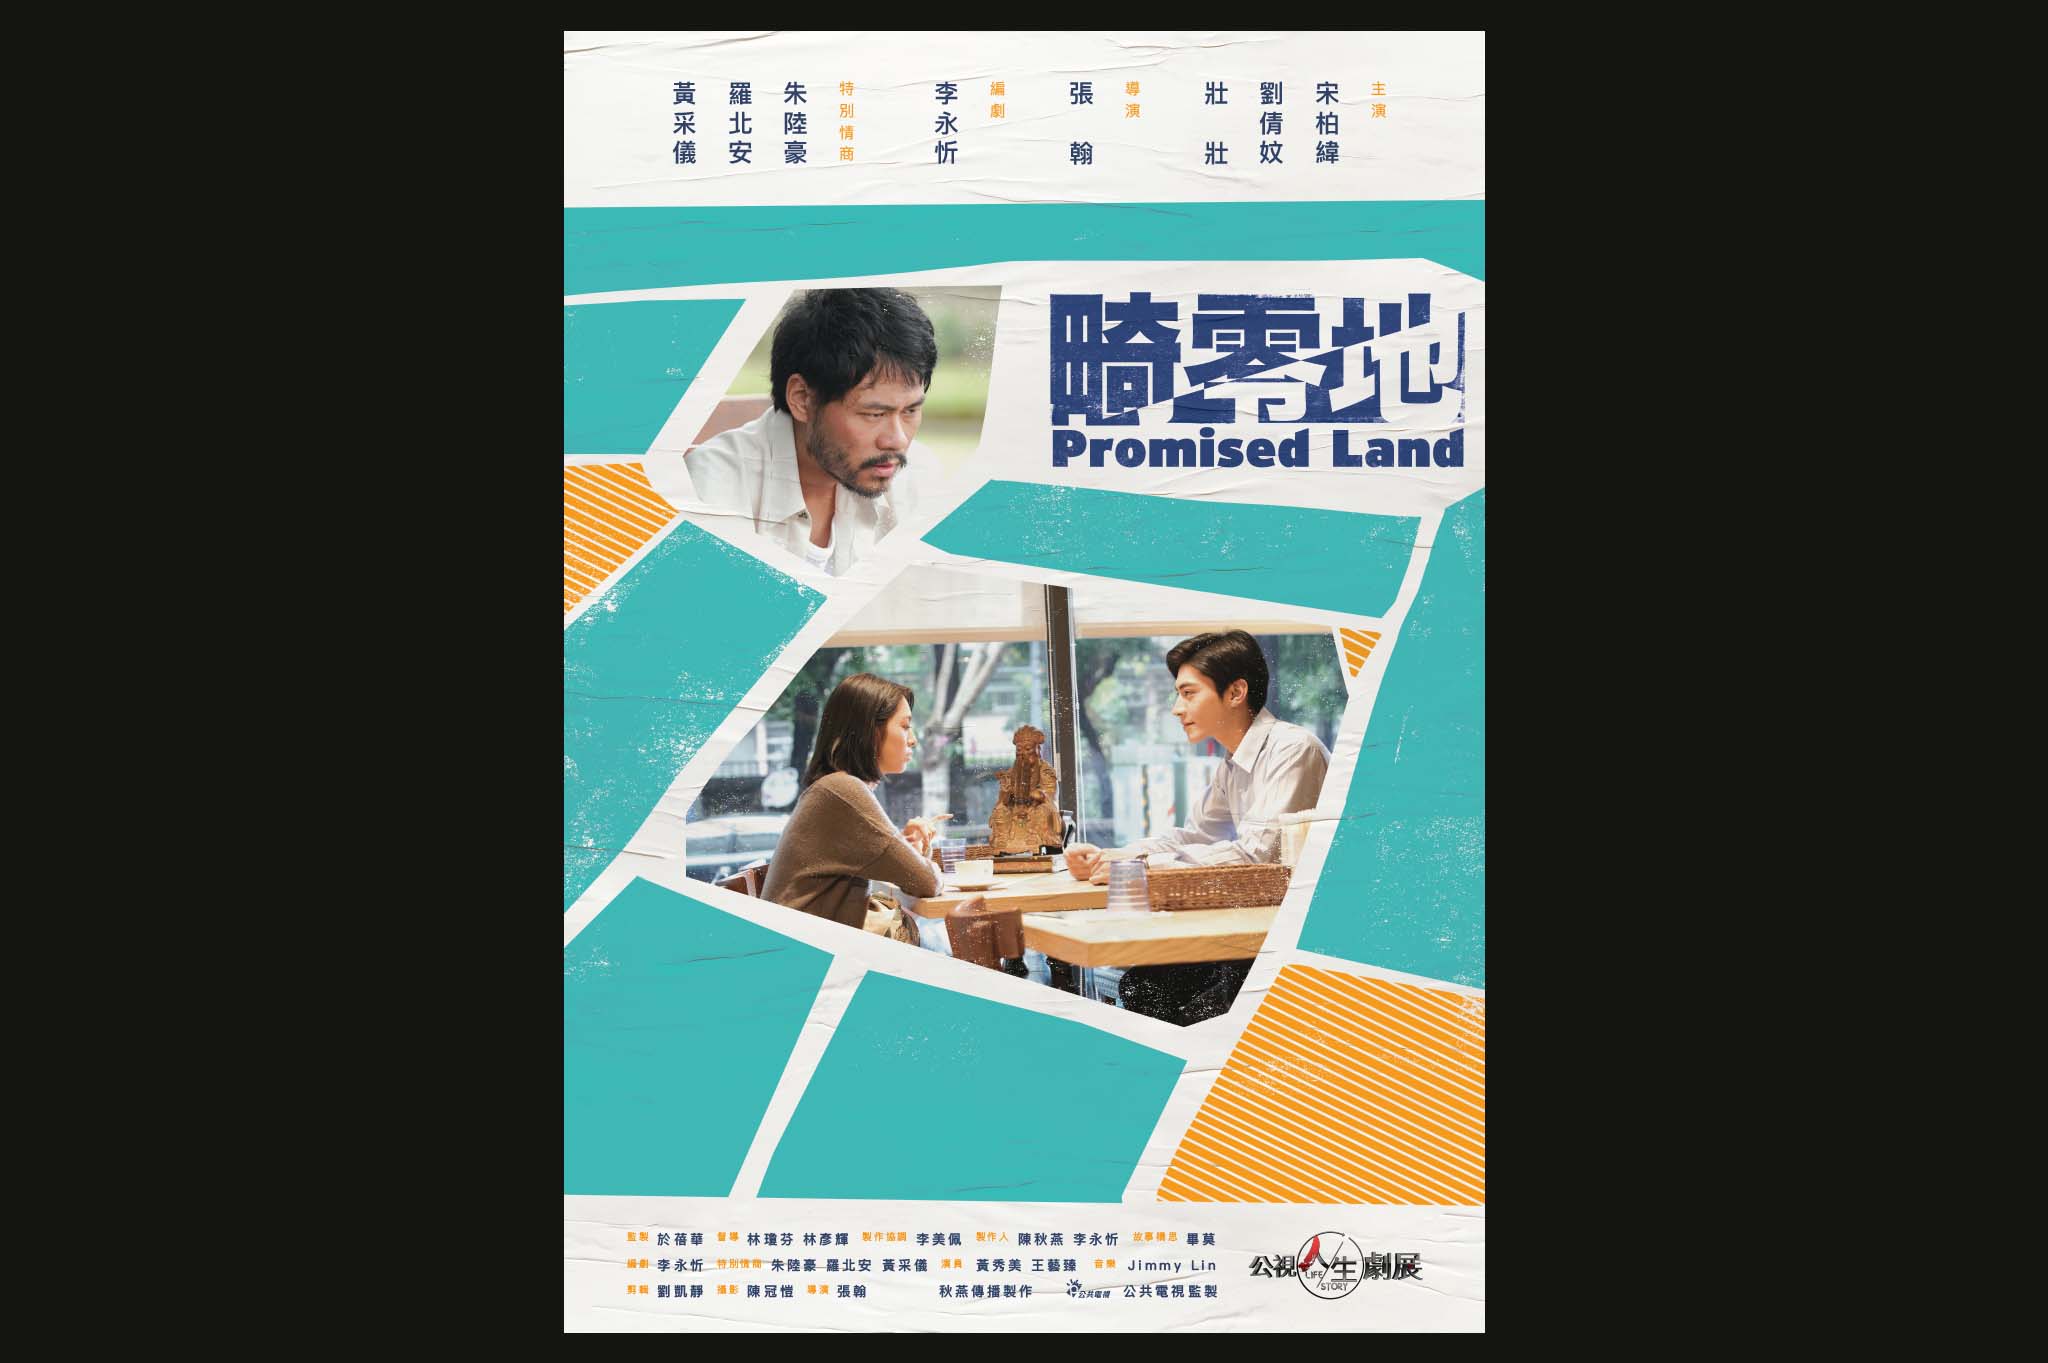 主演
宋柏緯
劉倩妏
壯壯
導演
張翰
編劇
李永忻
特別情商
朱陸豪
羅北安
黃采儀
畸零地
Promised Land
監製 於蓓華 督導 林瓊芬 林彥輝 製作協調 李美佩 製作人 陳秋燕 李永忻 故事構思 畢莫
編劇 李永忻 特別情商 朱陸豪 羅北安 黃采儀 演員 黃秀美 王藝臻 音樂 Jimmy Lin
剪輯 劉凱靜 攝影 陳冠愷 導演 張翰 秋燕傳播製作 公共電視 公共電視監製
公視人生劇展
LIFE
STORY